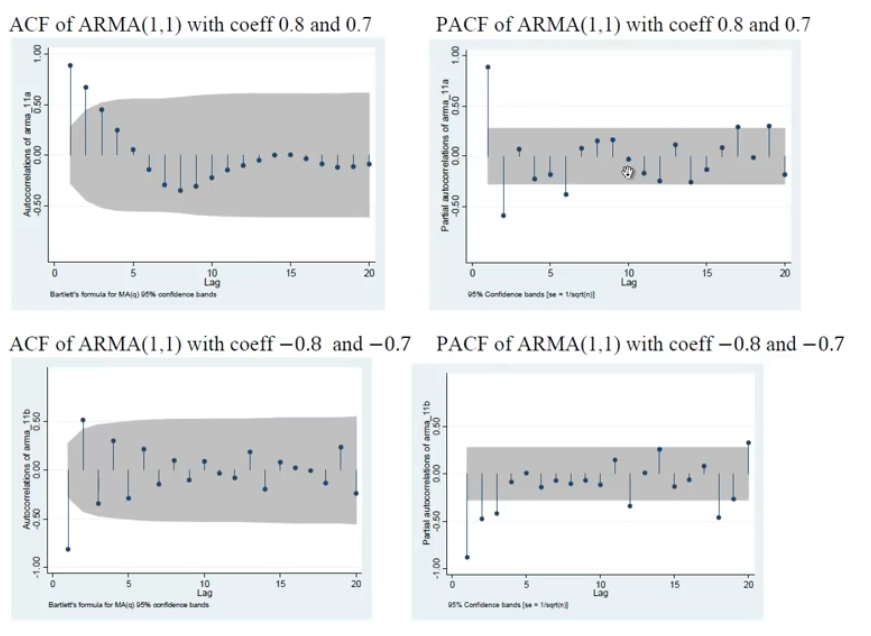 ACF of ARMA(1,1) with coeff 0.8 and 0.7
Autocorrelations of arma_11a
1.00
0.50
0.00
-0.50
0 5 10 15 20
Lag
Bartlett's formula for MA(q) 95% confidence bands
PACF of ARMA(1,1) with coeff 0.8 and 0.7
Partial autocorrelations of arma_11a
1.00
0.50
0.00
-0.50
0 5 10 15 20
Lag
95% Confidence bands [se = 1/sqrt(n)]
ACF of ARMA(1,1) with coeff −0.8 and −0.7
Autocorrelations of arma_11b
0.50
0.00
-0.50
-1.00
0 5 10 15 20
Lag
Bartlett's formula for MA(q) 95% confidence bands
PACF of ARMA(1,1) with coeff −0.8 and −0.7
Partial autocorrelations of arma_11b
0.50
0.00
-0.50
-1.00
0 5 10 15 20
Lag
95% Confidence bands [se = 1/sqrt(n)]